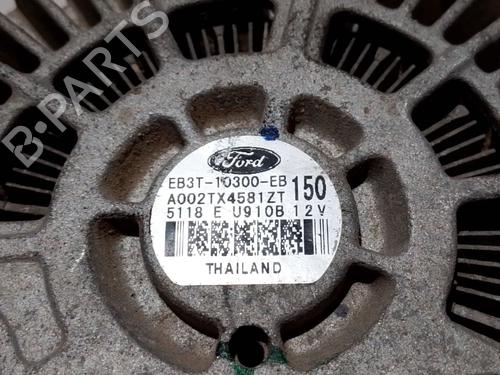 B-PARTS
Ford
EB3T-10300-EB 150
A002TX4581ZT
5118 E U910B 12V
THAILAND